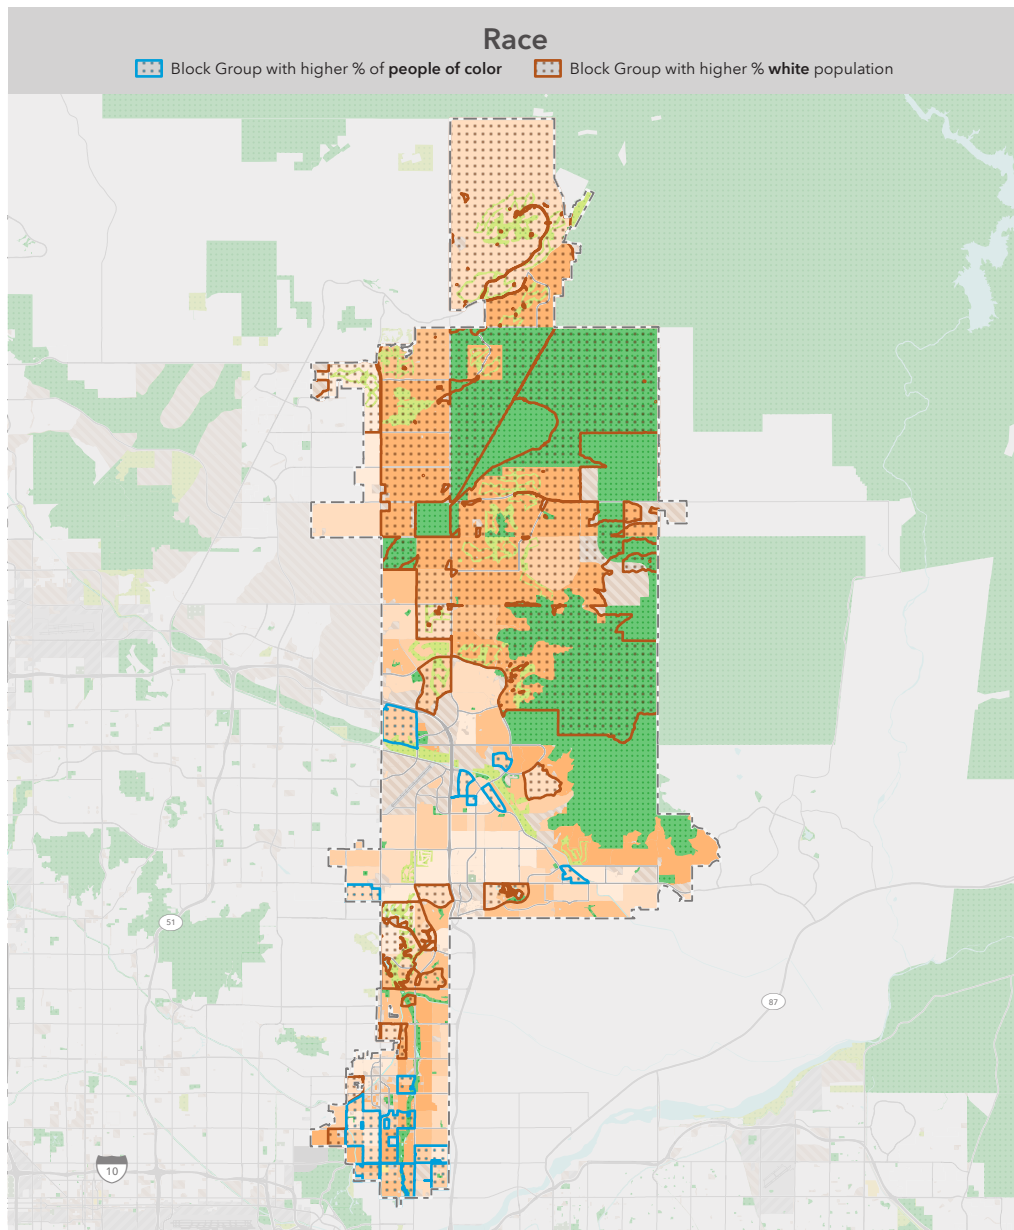 Race
Block Group with higher % of people of color
Block Group with higher % white population
51
87
10